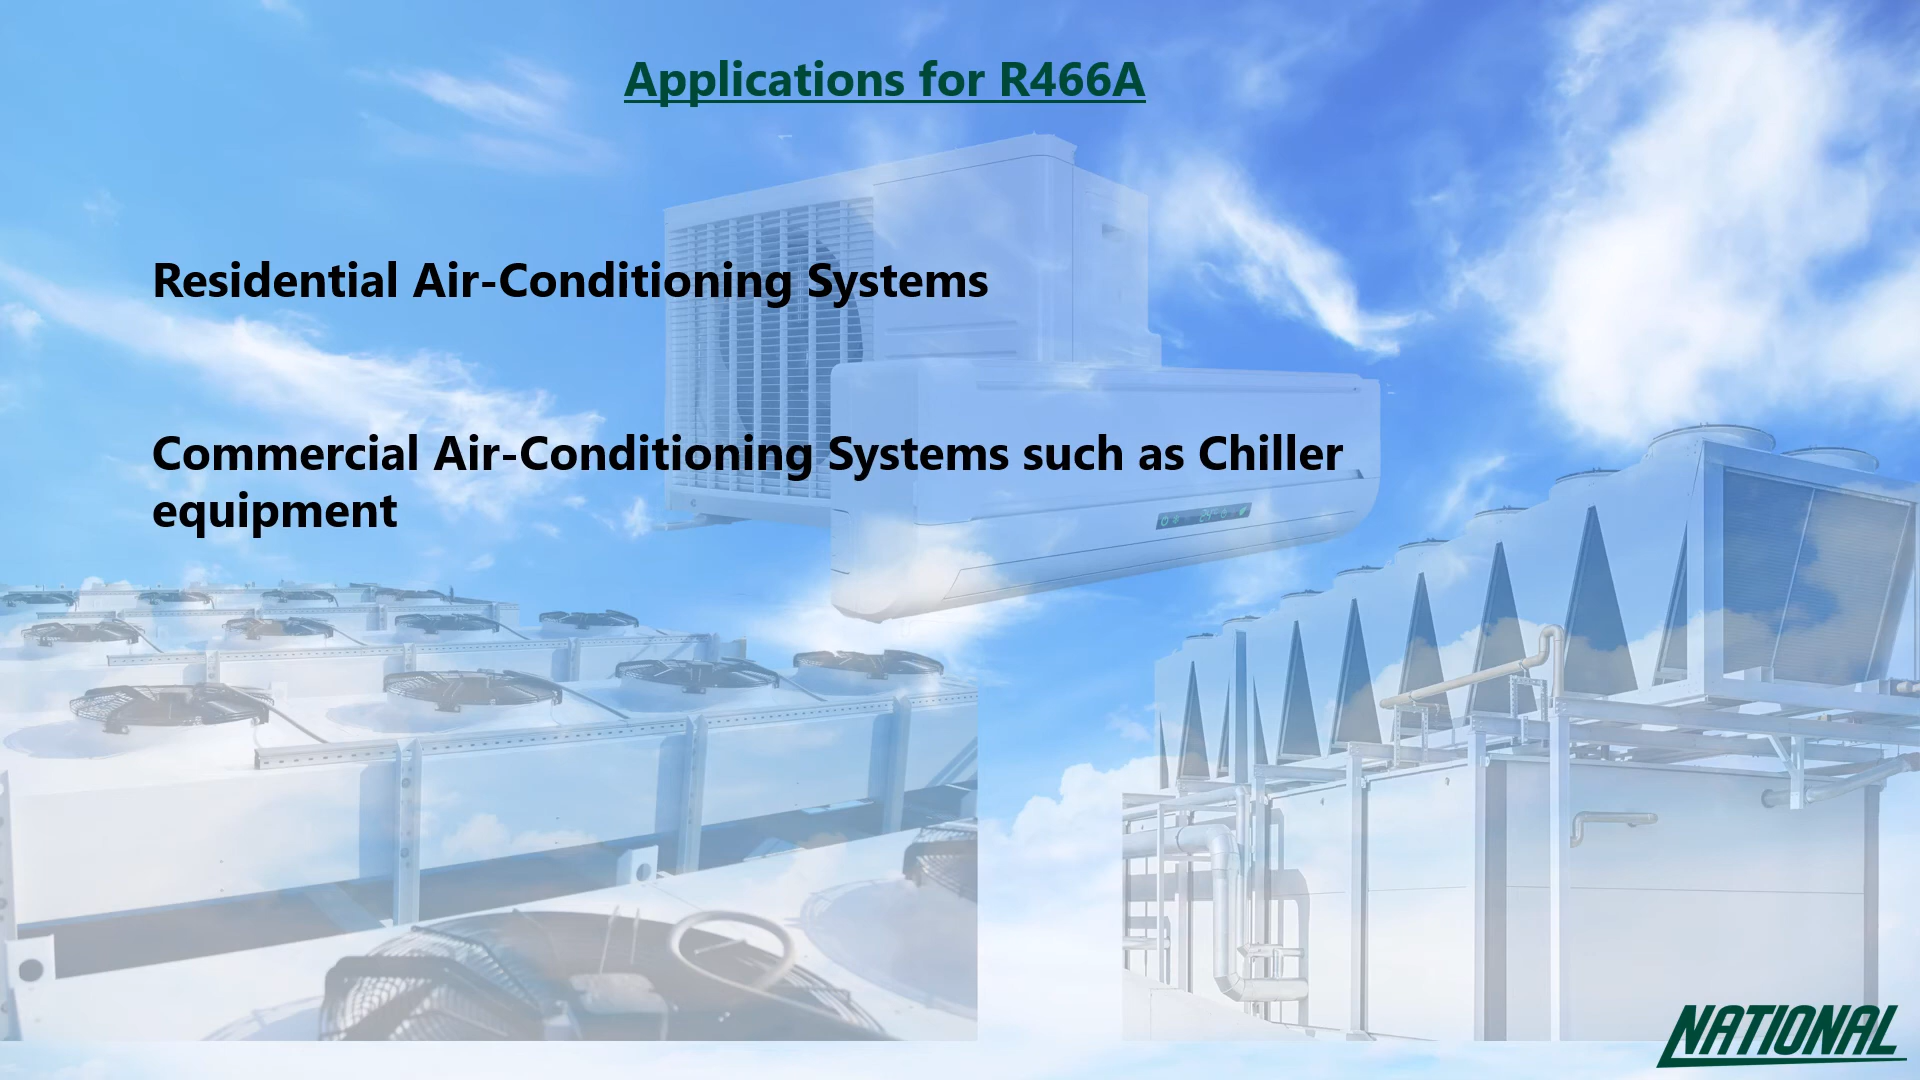 Applications for R466A
Residential Air-Conditioning Systems
Commercial Air-Conditioning Systems such as Chiller
equipment
NATIONAL